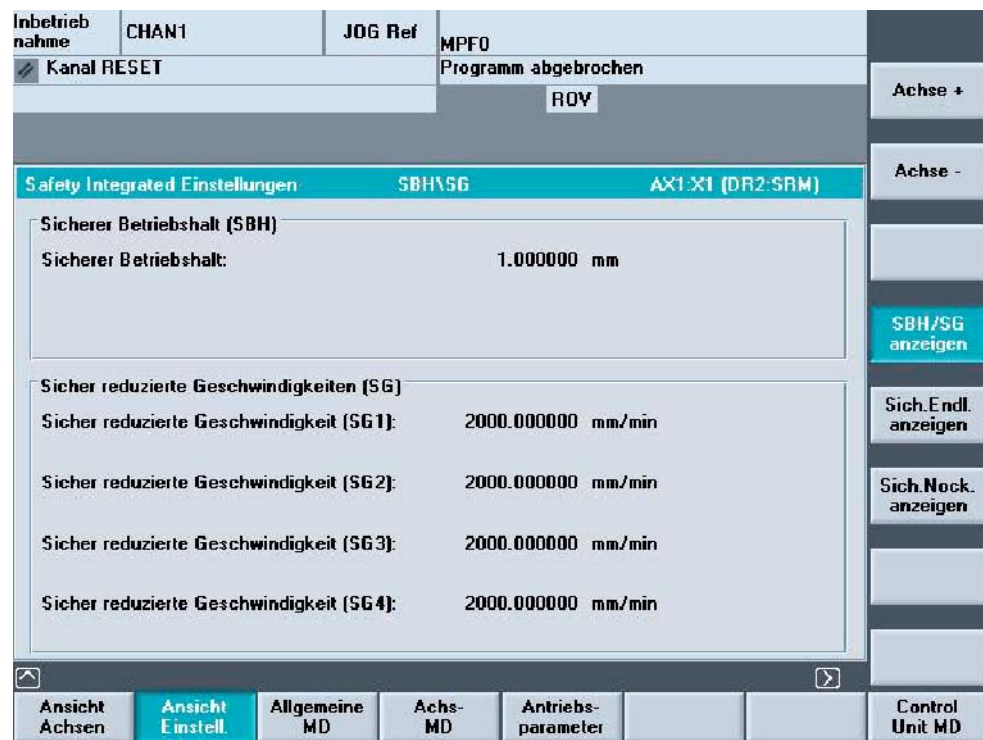 Inbetrieb
nahme
CHAN1
JOG Ref
MPF0
Kanal RESET
Programm abgebrochen
ROV
Safety Integrated Einstellungen SBH\SG AX1:X1 (DR2:SRM)
Sicherer Betriebshalt (SBH)
Sicherer Betriebshalt: 1.000000 mm
Sicher reduzierte Geschwindigkeiten (SG)
Sicher reduzierte Geschwindigkeit (SG1): 2000.000000 mm/min
Sicher reduzierte Geschwindigkeit (SG2): 2000.000000 mm/min
Sicher reduzierte Geschwindigkeit (SG3): 2000.000000 mm/min
Sicher reduzierte Geschwindigkeit (SG4): 2000.000000 mm/min
Achse +
Achse -
SBH/SG
anzeigen
Sich.Endl.
anzeigen
Sich.Nock.
anzeigen
Ansicht
Achsen
Ansicht
Einstell.
Allgemeine
MD
Achs-
MD
Antriebs-
parameter
Control
Unit MD